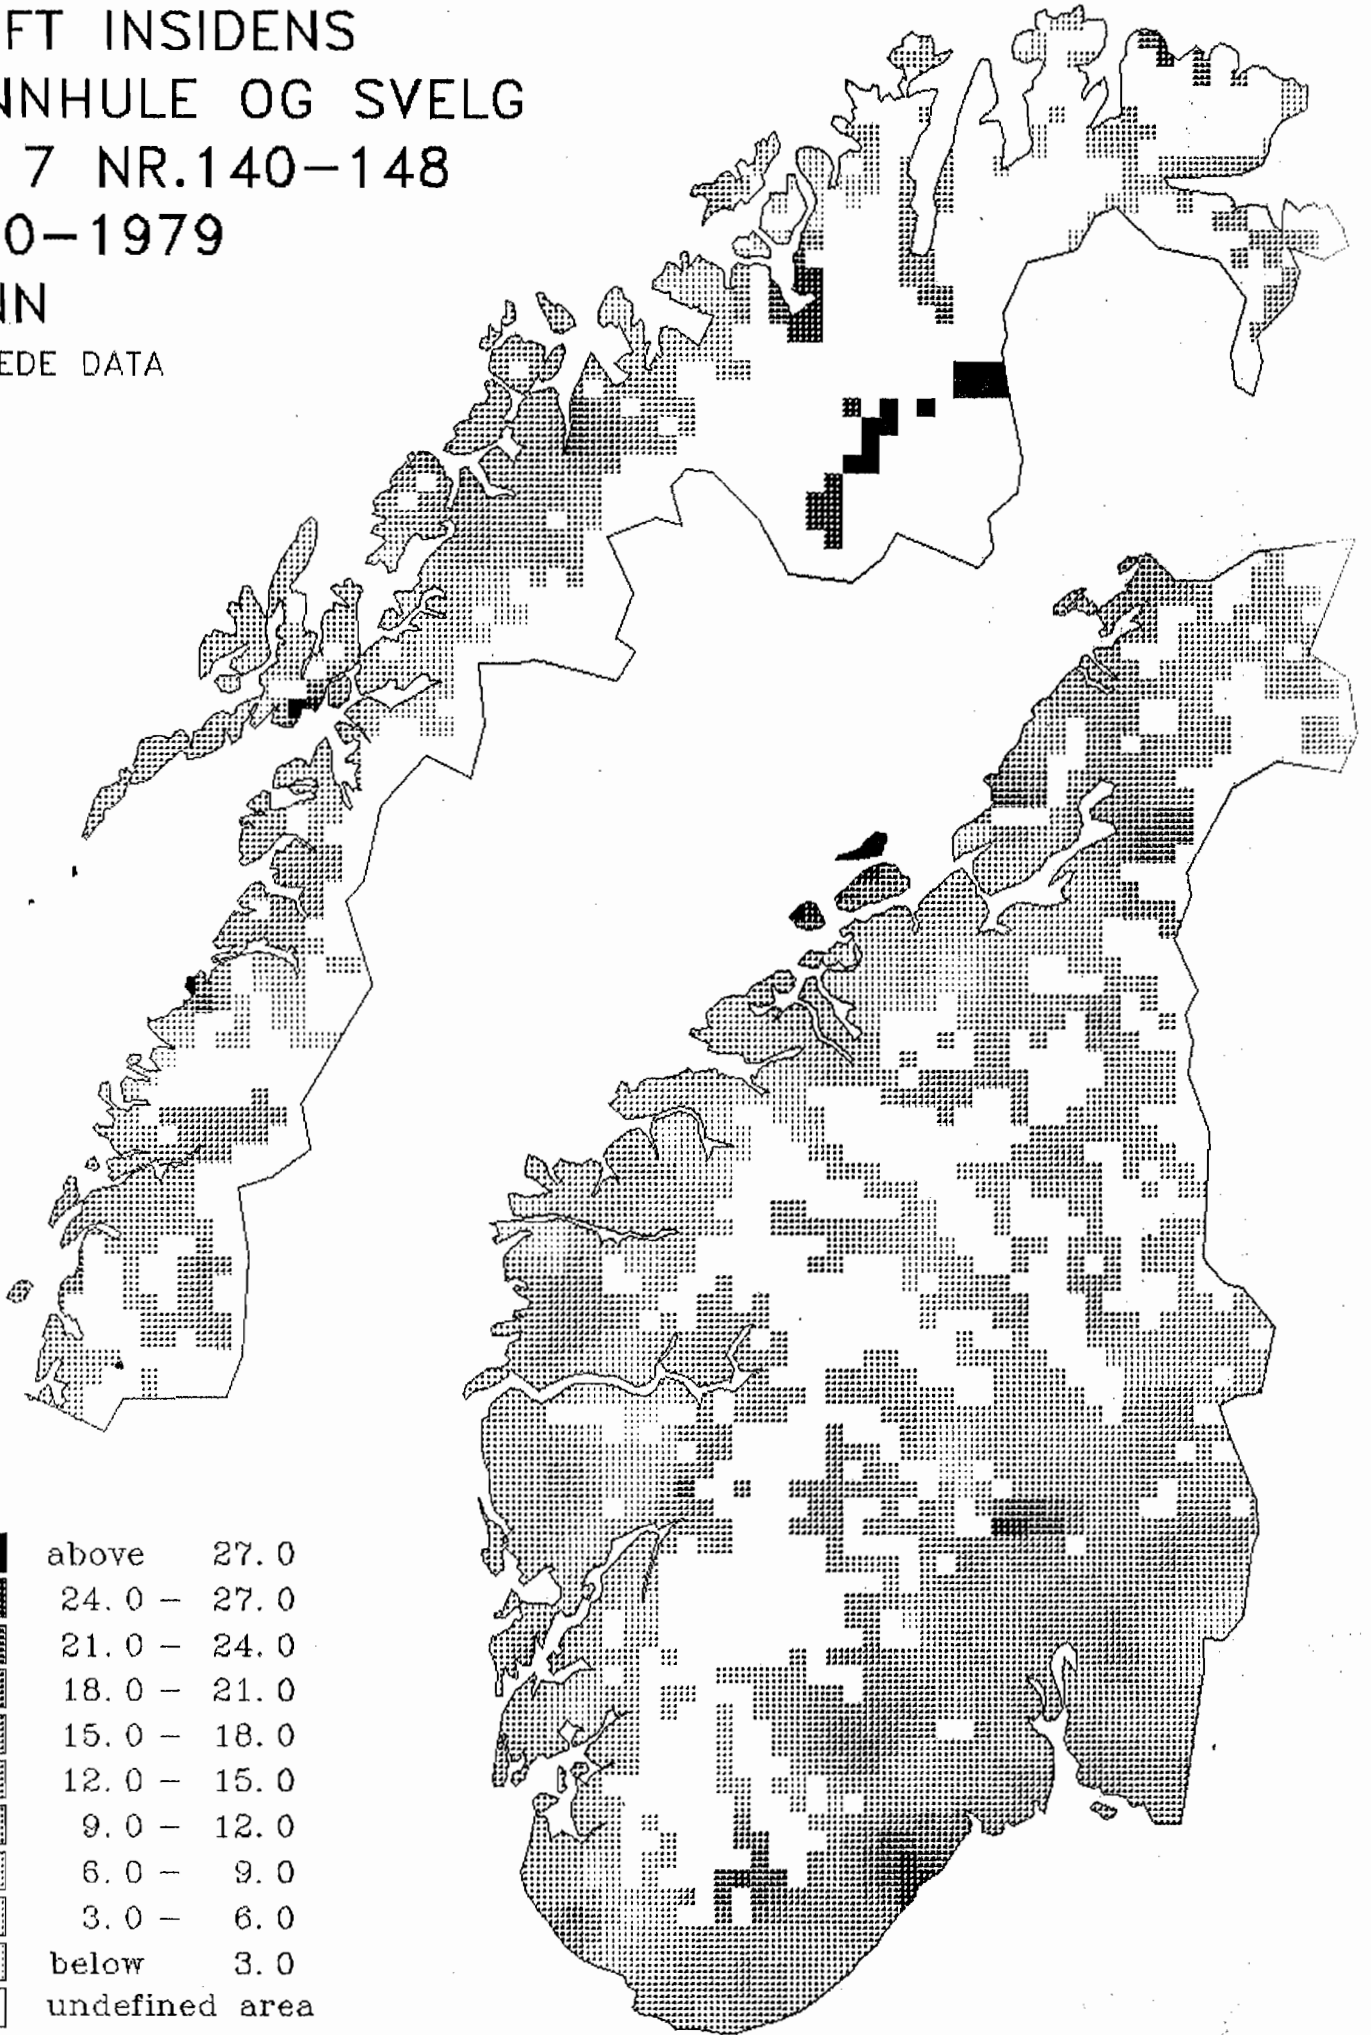 FT INSIDENS
NNHULE OG SVELG
7 NR.140-148
0-1979
NN
EDE DATA
above 27.0
24.0 - 27.0
21.0 - 24.0
18.0 - 21.0
15.0 - 18.0
12.0 - 15.0
9.0 - 12.0
6.0 - 9.0
3.0 - 6.0
below 3.0
undefined area